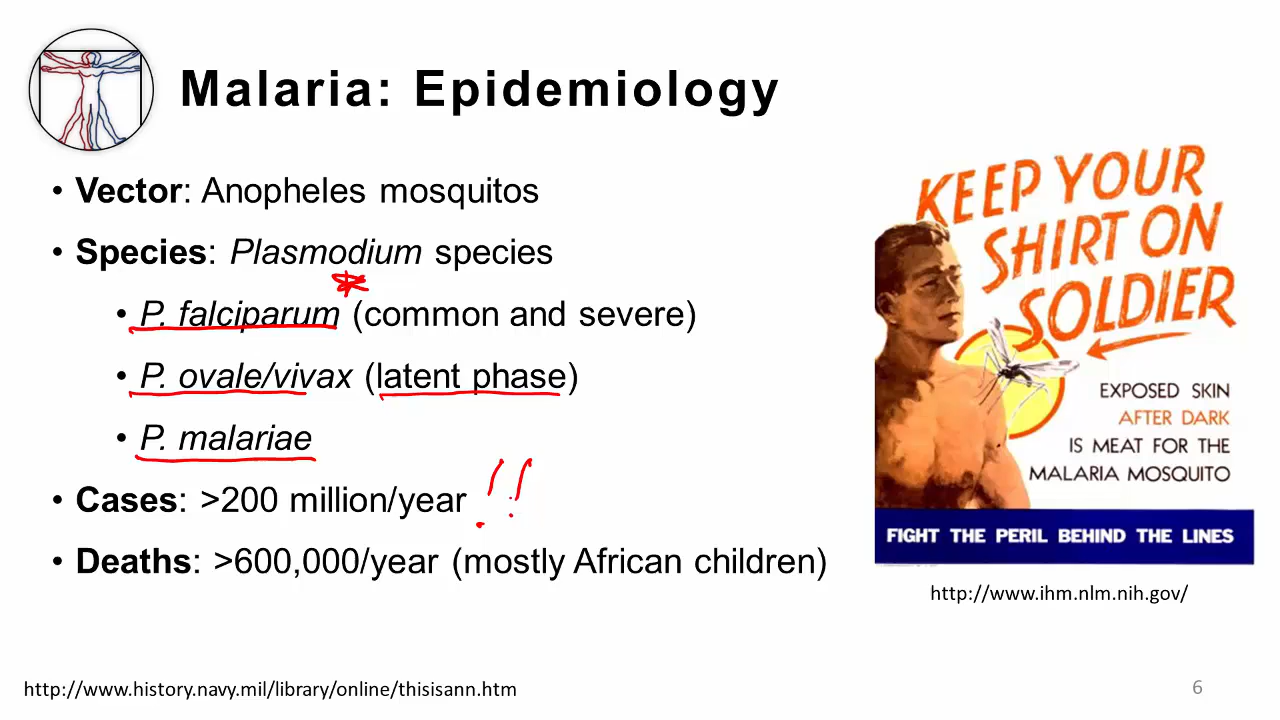 Malaria: Epidemiology
• Vector: Anopheles mosquitos
• Species: Plasmodium species
• P. falciparum (common and severe)
• P. ovale/vivax (latent phase)
• P. malariae
• Cases: >200 million/year !!
• Deaths: >600,000/year (mostly African children)
KEEP YOUR
SHIRT ON
SOLDIER
EXPOSED SKIN
AFTER DARK
IS MEAT FOR THE
MALARIA MOSQUITO
FIGHT THE PERIL BEHIND THE LINES
http://www.ihm.nlm.nih.gov/
http://www.history.navy.mil/library/online/thisisann.htm
6